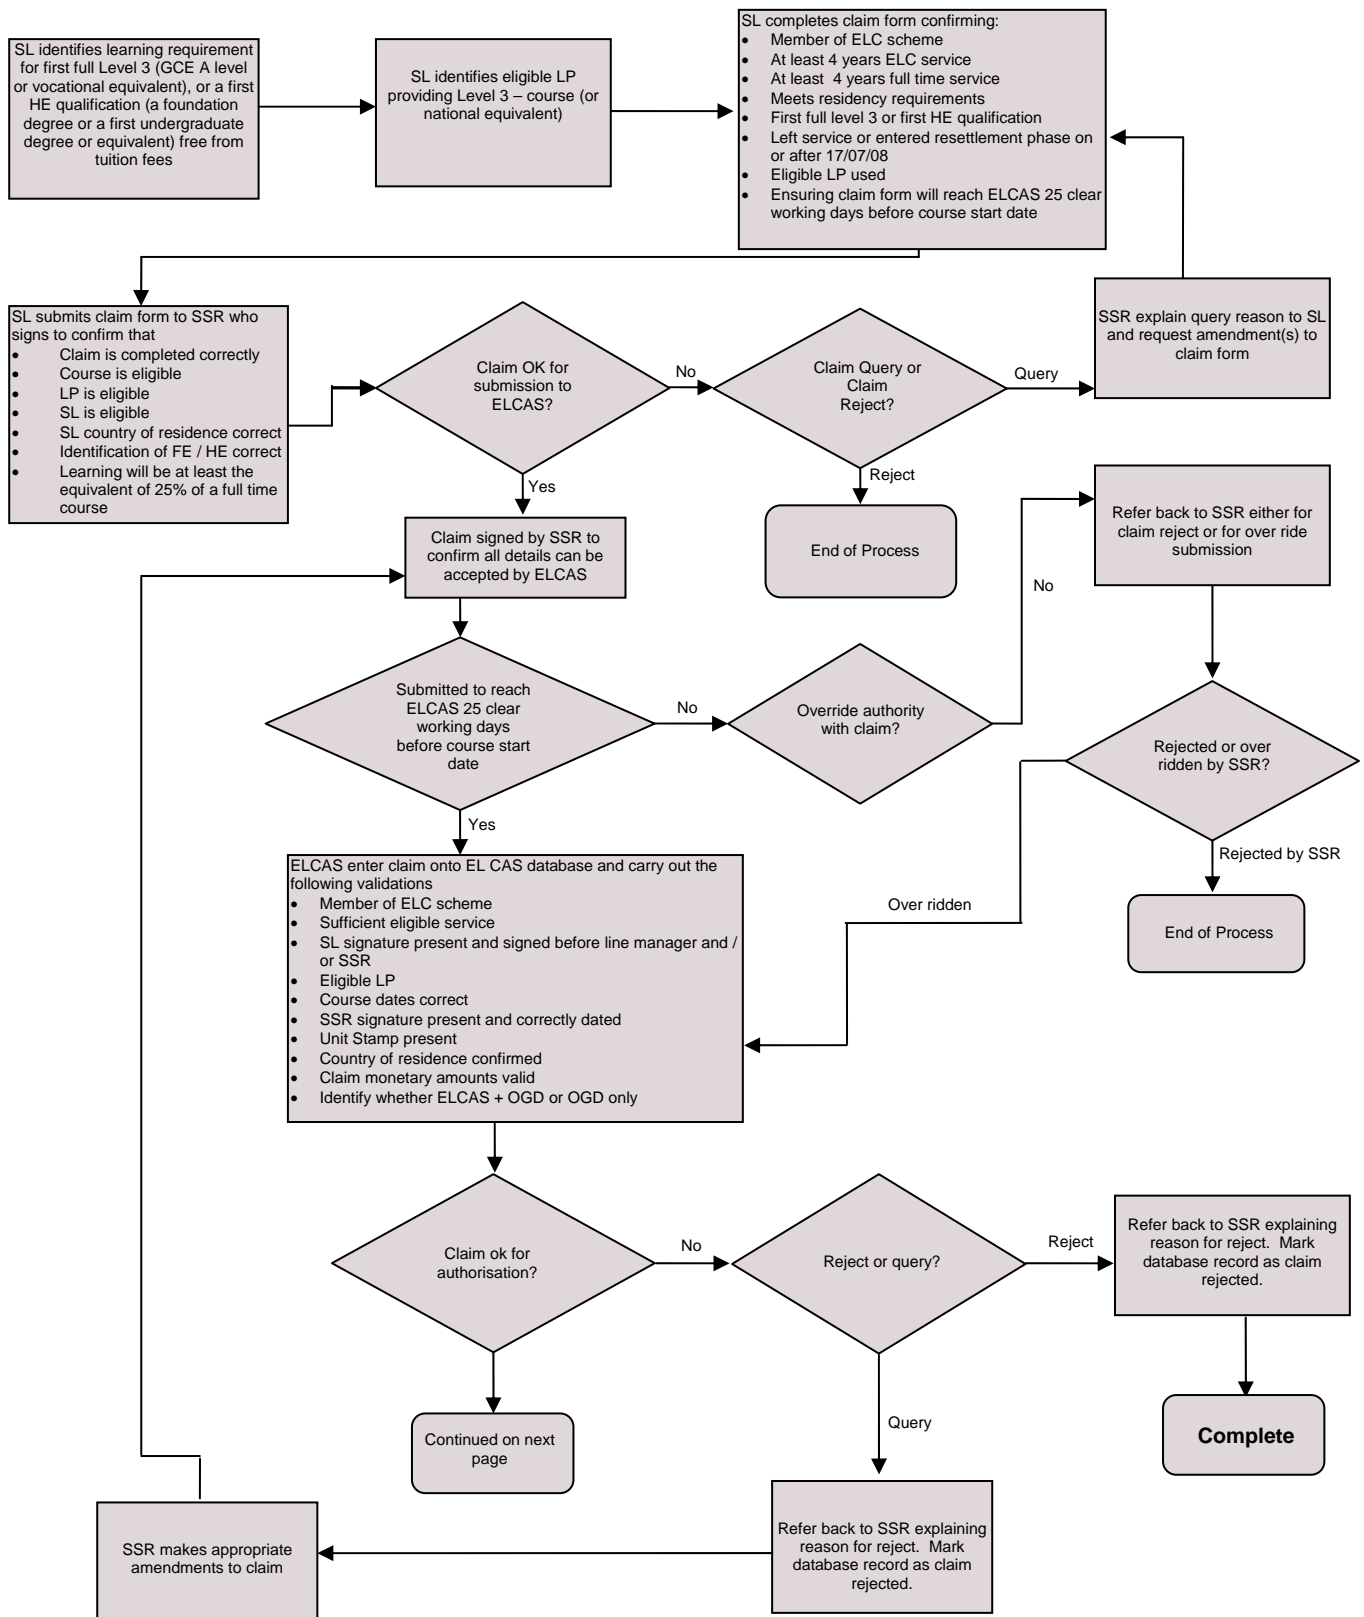 SL identifies learning requirement
for first full Level 3 (GCE A level
or vocational equivalent), or a first
HE qualification (a foundation
degree or a first undergraduate
degree or equivalent) free from
tuition fees
SL identifies eligible LP
providing Level 3 – course (or
national equivalent)
SL completes claim form confirming:
• Member of ELC scheme
• At least 4 years ELC service
• At least  4 years full time service
• Meets residency requirements
• First full level 3 or first HE qualification
• Left service or entered resettlement phase on
or after 17/07/08
• Eligible LP used
• Ensuring claim form will reach ELCAS 25 clear
working days before course start date
SL submits claim form to SSR who
signs to confirm that
• Claim is completed correctly
• Course is eligible
• LP is eligible
• SL is eligible
• SL country of residence correct
• Identification of FE / HE correct
• Learning will be at least the
equivalent of 25% of a full time
course
Claim OK for
submission to
ELCAS?
No
Claim Query or
Claim
Reject?
Query
SSR explain query reason to SL
and request amendment(s) to
claim form
Yes
Reject
End of Process
Claim signed by SSR to
confirm all details can be
accepted by ELCAS
Refer back to SSR either for
claim reject or for over ride
submission
No
Submitted to reach
ELCAS 25 clear
working days
before course start
date
No
Override authority
with claim?
Rejected or over
ridden by SSR?
Yes
Rejected by SSR
End of Process
Over ridden
ELCAS enter claim onto EL CAS database and carry out the
following validations
• Member of ELC scheme
• Sufficient eligible service
• SL signature present and signed before line manager and /
or SSR
• Eligible LP
• Course dates correct
• SSR signature present and correctly dated
• Unit Stamp present
• Country of residence confirmed
• Claim monetary amounts valid
• Identify whether ELCAS + OGD or OGD only
Claim ok for
authorisation?
No
Reject or query?
Reject
Refer back to SSR explaining
reason for reject.  Mark
database record as claim
rejected.
Continued on next
page
Query
Complete
SSR makes appropriate
amendments to claim
Refer back to SSR explaining
reason for reject.  Mark
database record as claim
rejected.